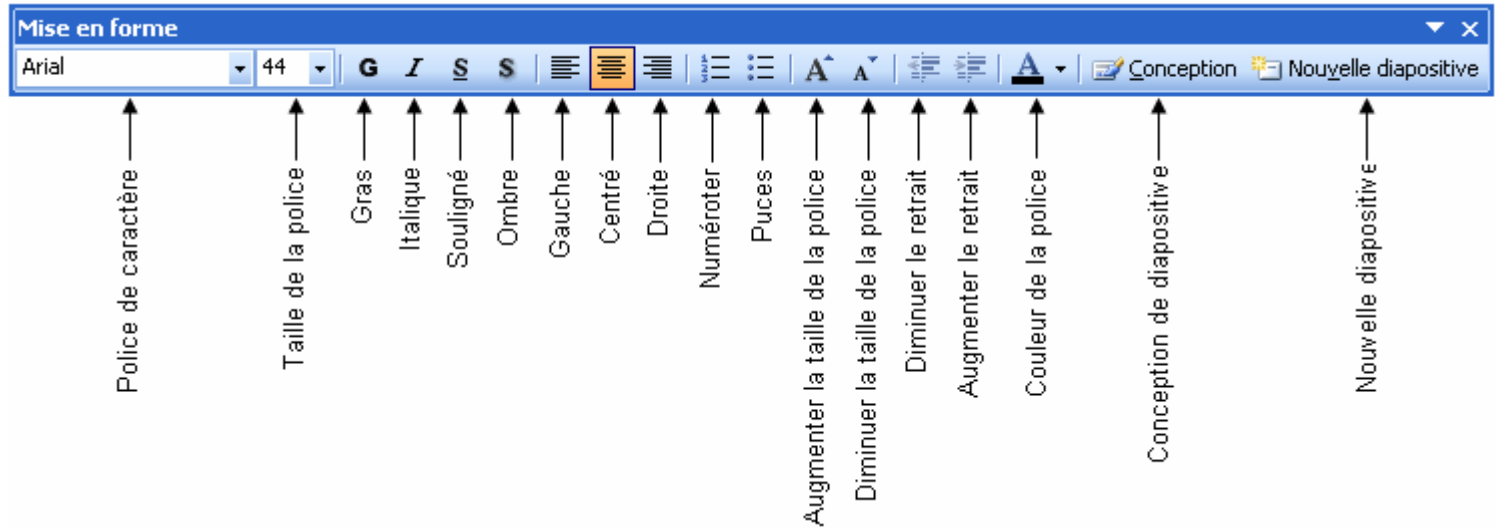 Mise en forme
Arial 44 G I S S A A A Conception Nouvelle diapositive
Police de caractère
Taille de la police
Gras
Italique
Souligné
Ombre
Gauche
Centré
Droite
Numéroter
Puces
Augmenter la taille de la police
Diminuer la taille de la police
Diminuer le retrait
Augmenter le retrait
Couleur de la police
Conception de diapositive
Nouvelle diapositive